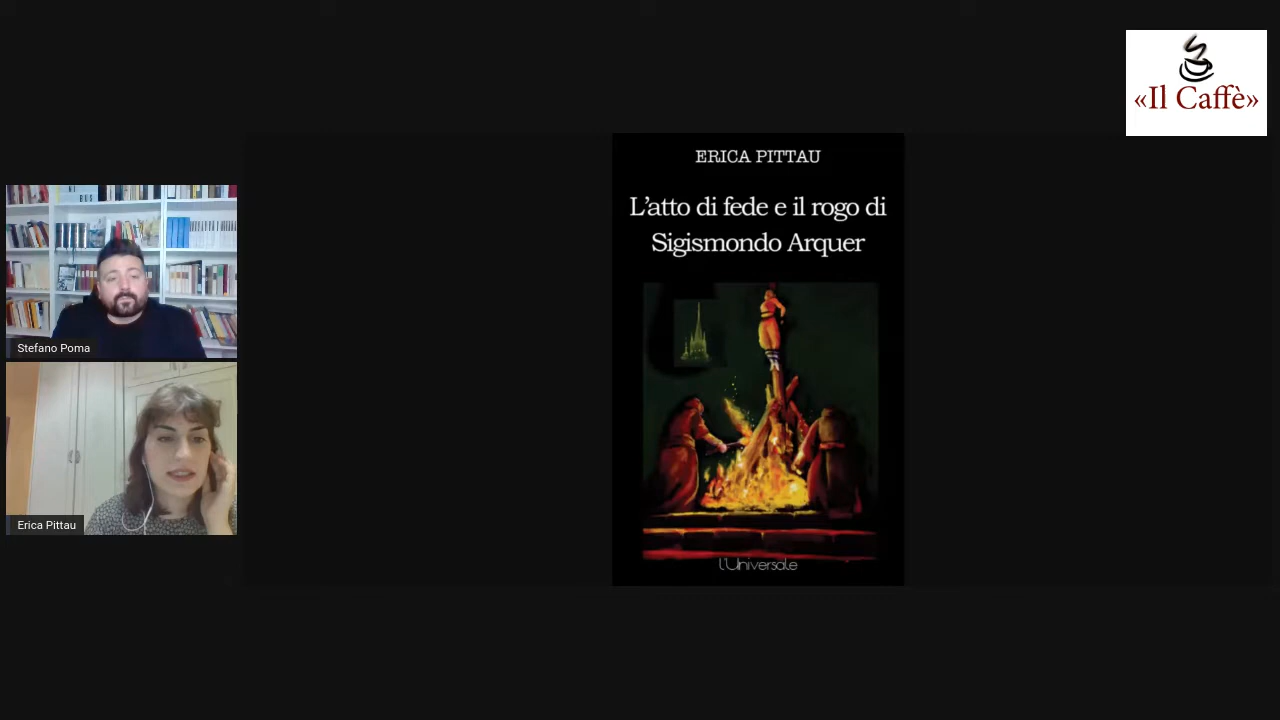 «Il Caffè»
ERICA PITTAU
L'atto di fede e il rogo di
Sigismondo Arquer
l'Universale
Stefano Poma
Erica Pittau